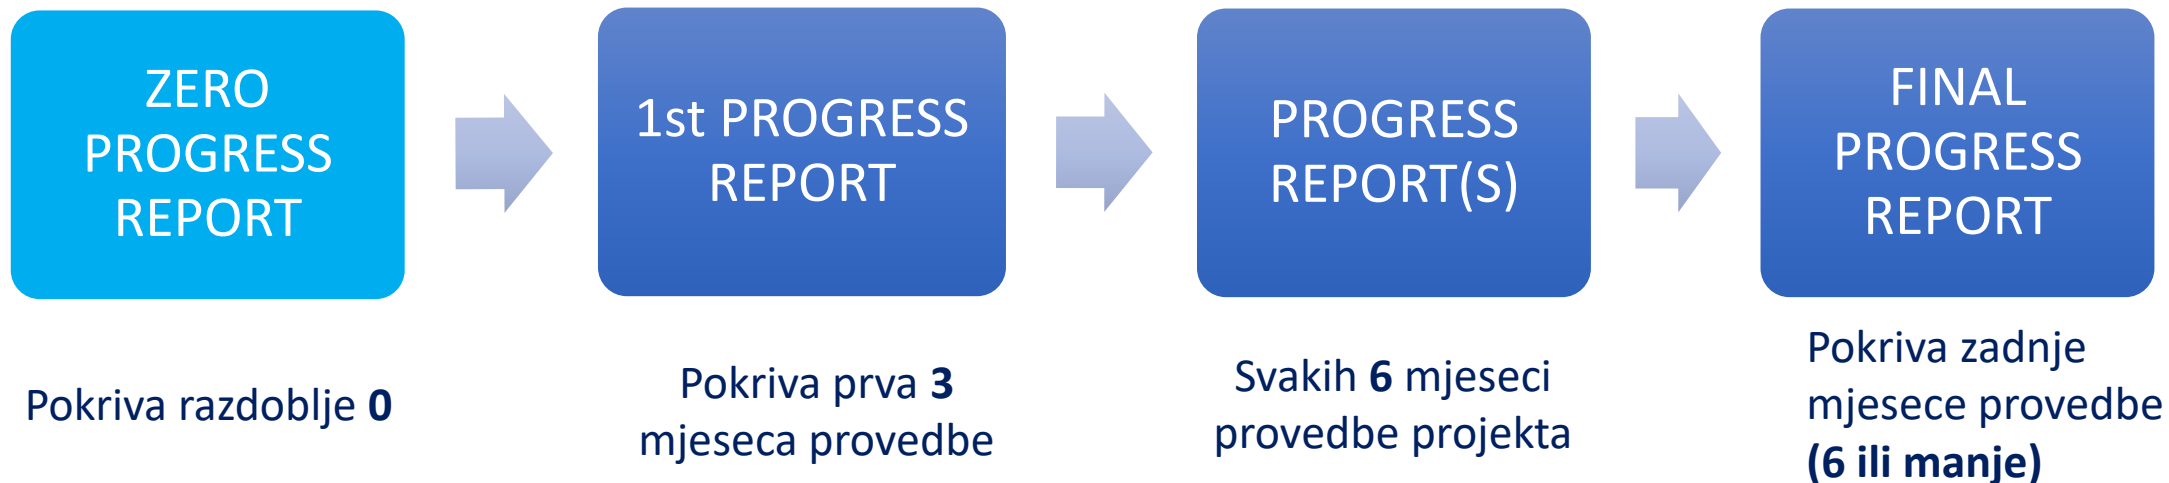 ZERO
PROGRESS
REPORT
Pokriva razdoblje 0
1st PROGRESS
REPORT
Pokriva prva 3
mjeseca provedbe
PROGRESS
REPORT(S)
Svakih 6 mjeseci
provedbe projekta
FINAL
PROGRESS
REPORT
Pokriva zadnje
mjesece provedbe
(6 ili manje)